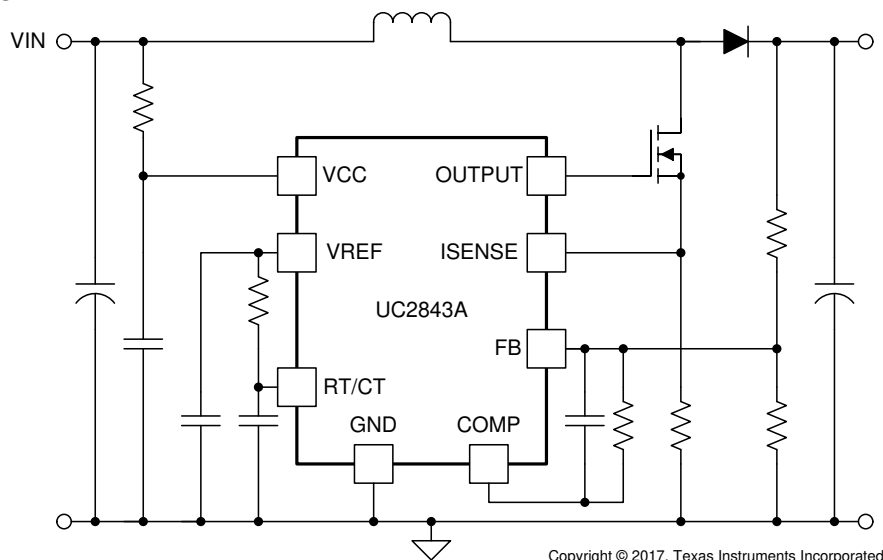 VIN
VCC
OUTPUT
VREF
ISENSE
UC2843A
FB
RT/CT
GND
COMP
Copyright © 2017, Texas Instruments Incorporated